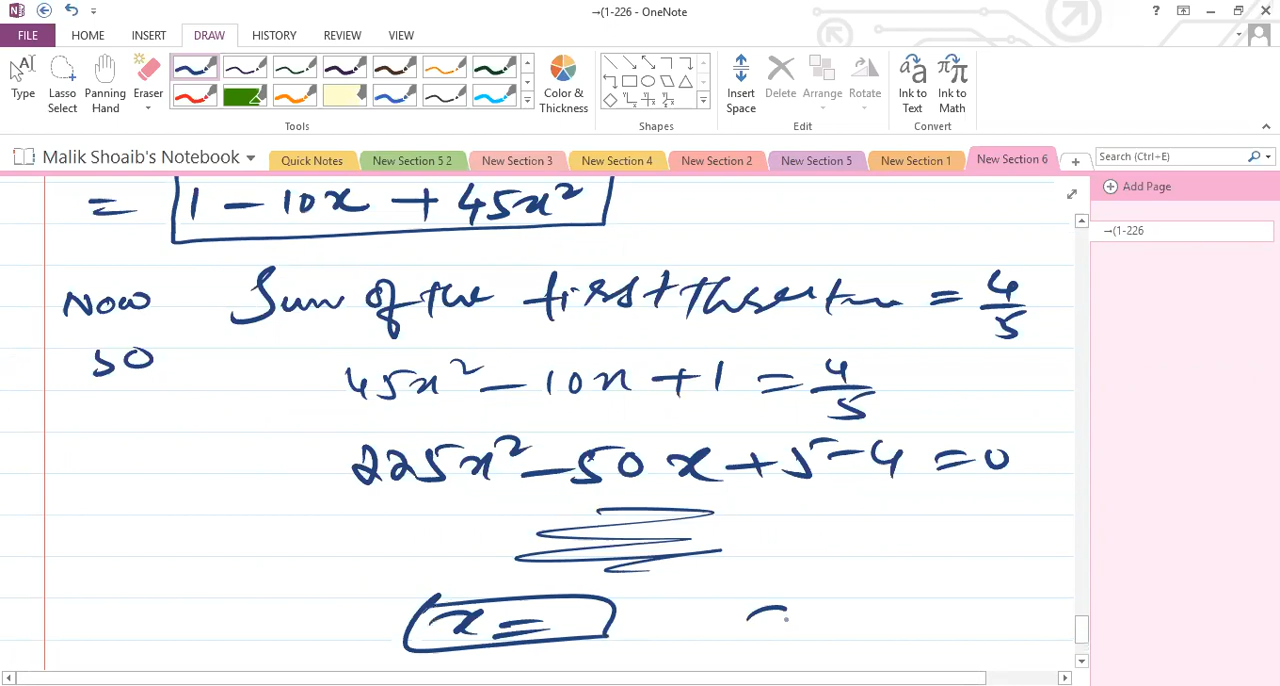 →(1-226 - OneNote
FILE HOME INSERT DRAW HISTORY REVIEW VIEW
Type Lasso Select Panning Hand Eraser Color & Thickness Insert Space Delete Arrange Rotate Ink to Text Ink to Math
Tools Shapes Edit Convert
Malik Shoaib's Notebook Quick Notes New Section 5 2 New Section 3 New Section 4 New Section 2 New Section 5 New Section 1 New Section 6 Search (Ctrl+E)
Add Page
→(1-226
= 1 - 10x + 45x²
Now Sum of the first three = 4/5
so
45x² - 10x + 1 = 4/5
225x² - 50x + 5 - 4 = 0
x =